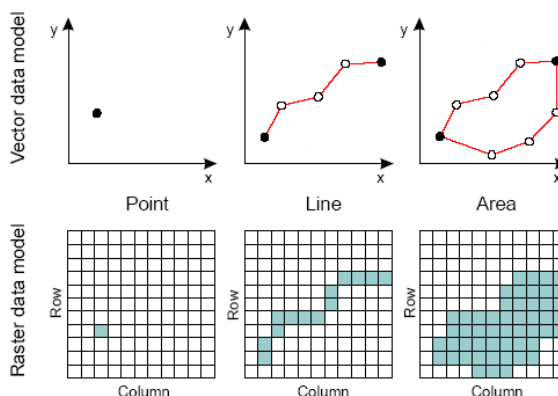 Vector data model
y
x
y
x
y
x
Point
Line
Area
Raster data model
Row
Column
Row
Column
Row
Column